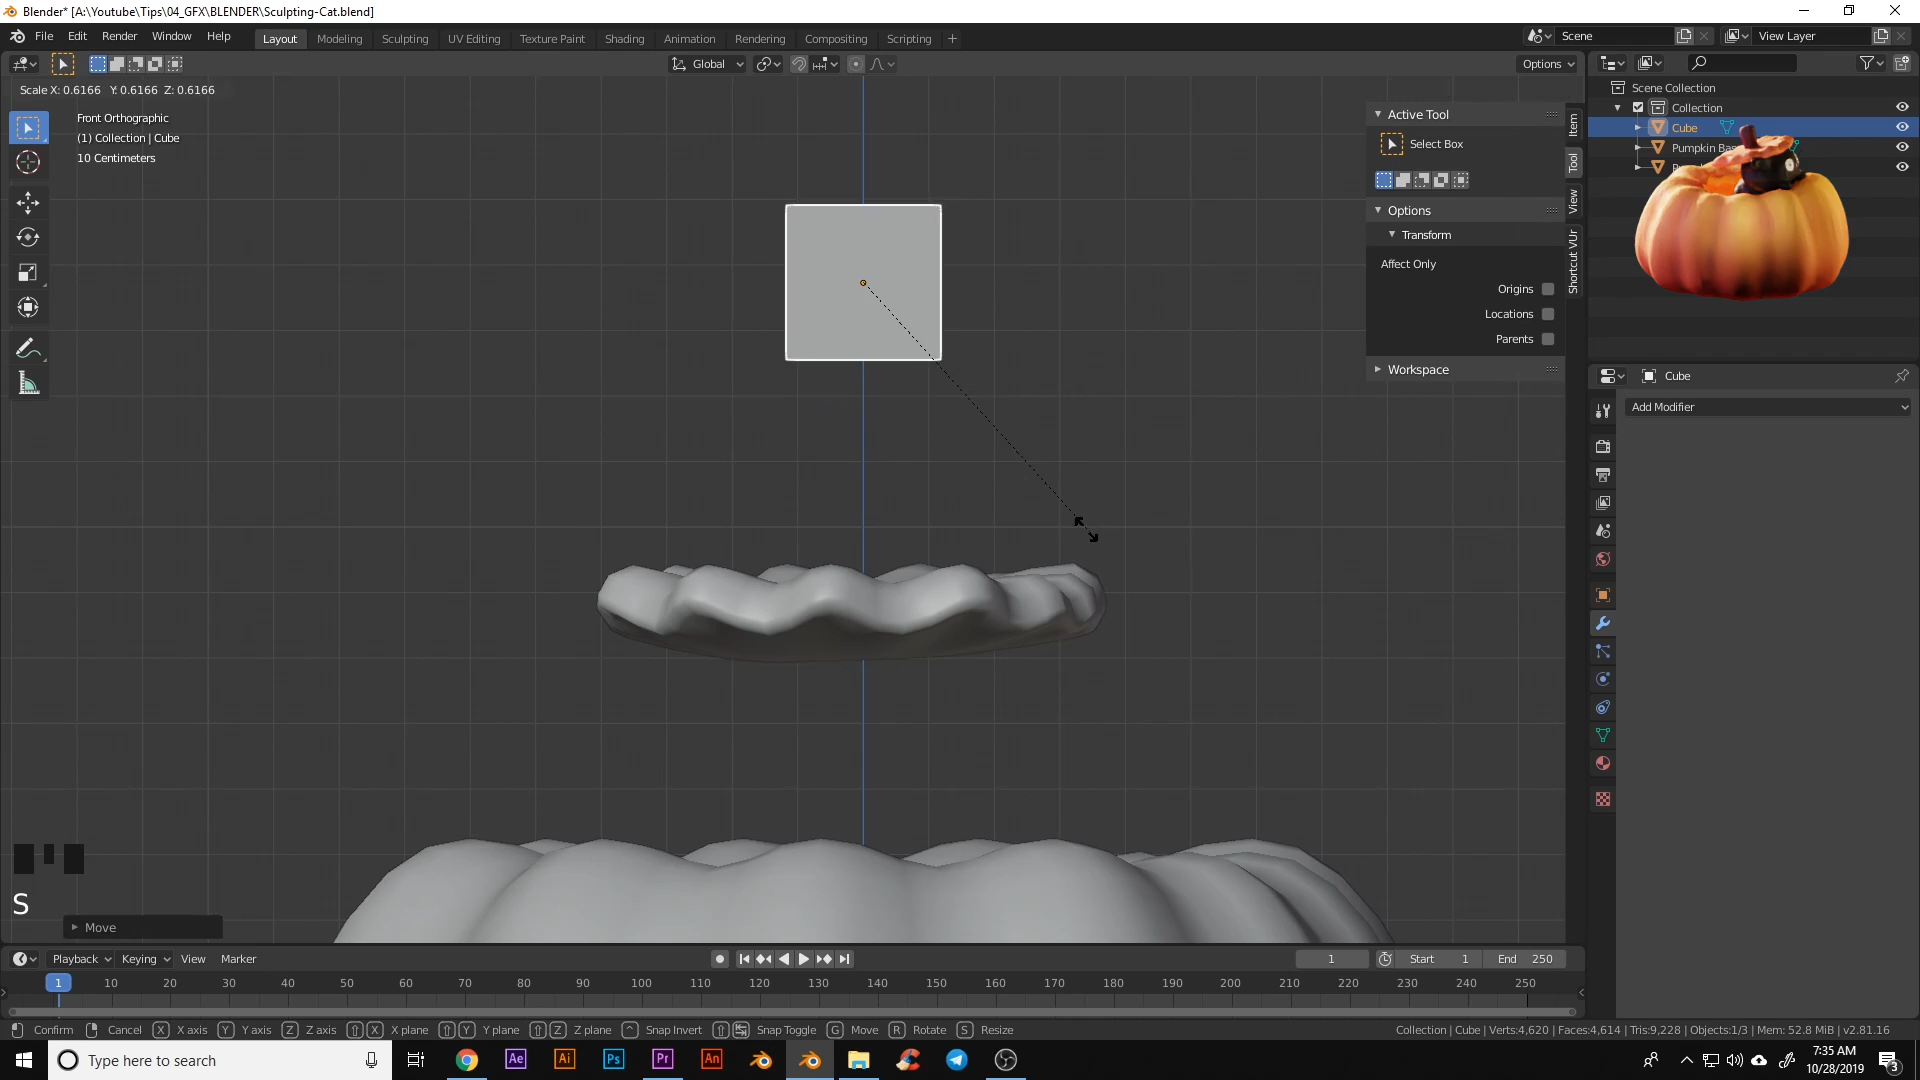 Blender* [A:\Youtube\Tips\04_GFX\BLENDER\Sculpting-Cat.blend]
File Edit Render Window Help Layout Modeling Sculpting UV Editing Texture Paint Shading Animation Rendering Compositing Scripting + Scene View Layer
Global Options
Scale X: 0.6166 Y: 0.6166 Z: 0.6166
Front Orthographic
(1) Collection | Cube
10 Centimeters
Active Tool
Select Box
Options
Transform
Affect Only
Origins
Locations
Parents
Workspace
Item
Tool
View
Shortcut VUr
Scene Collection
Collection
Cube
Pumpkin Bas
Cube
Add Modifier
S
Move
Playback Keying View Marker 1 Start 1 End 250
1 10 20 30 40 50 60 70 80 90 100 110 120 130 140 150 160 170 180 190 200 210 220 230 240 250
Confirm Cancel X X axis Y Y axis Z Z axis X X plane Y Y plane Z Z plane Snap Invert Snap Toggle G Move R Rotate S Resize Collection | Cube | Verts:4,620 | Faces:4,614 | Tris:9,228 | Objects:1/3 | Mem: 52.8 MiB | v2.81.16
Type here to search Ae Ai Ps Pr An 7:35 AM
10/28/2019 3